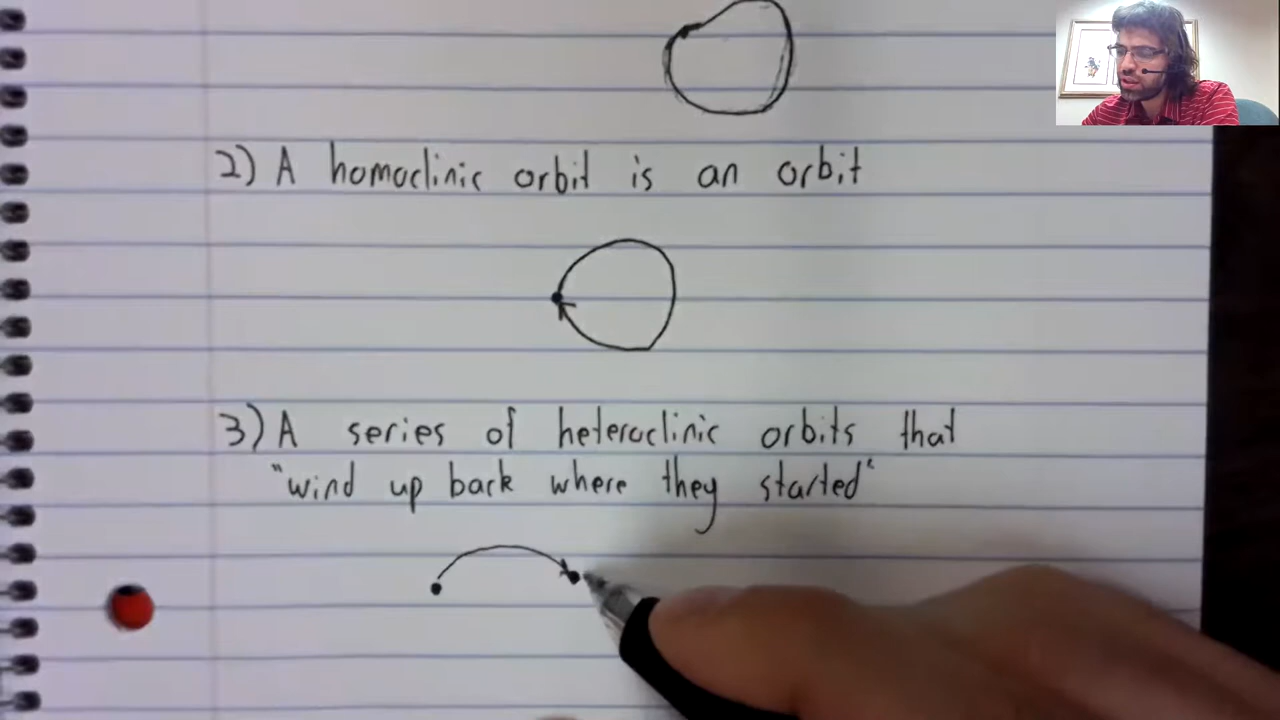 2) A homoclinic orbit is an orbit
3) A series of heteroclinic orbits that
"wind up back where they started"